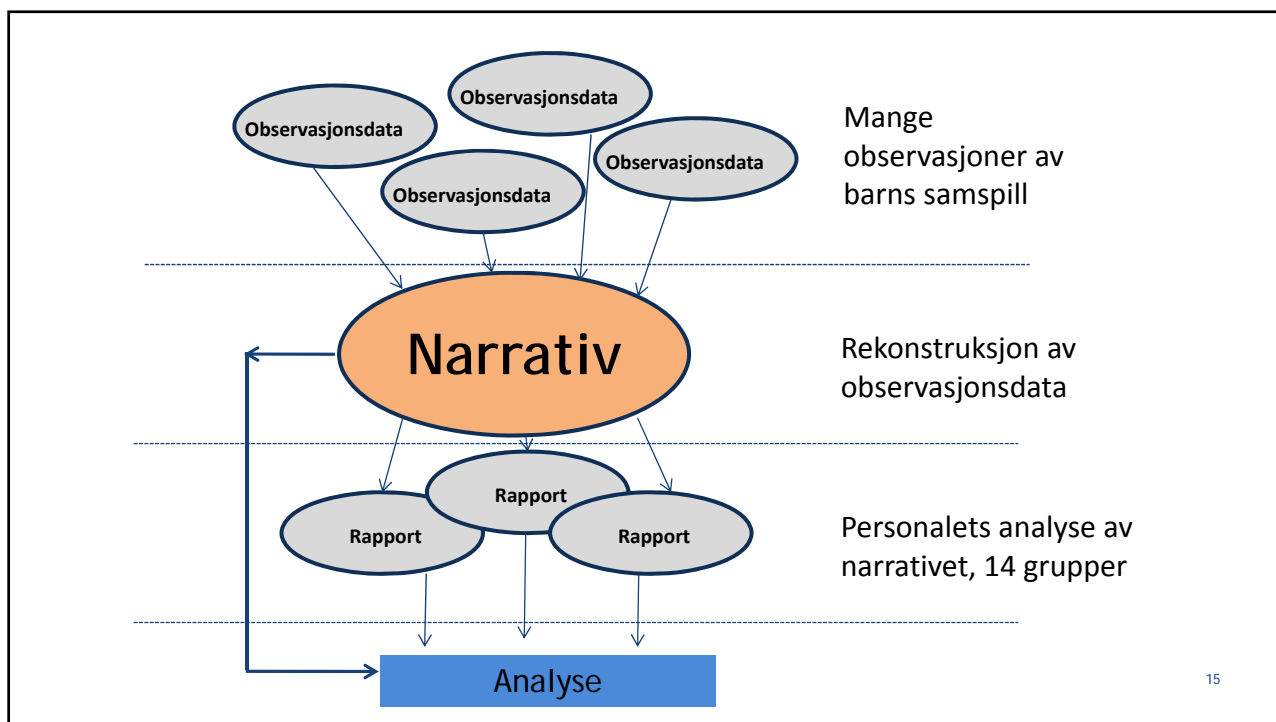 Observasjonsdata
Observasjonsdata
Observasjonsdata
Observasjonsdata
Mange
observasjoner av
barns samspill
Narrativ
Rekonstruksjon av
observasjonsdata
Rapport
Rapport
Rapport
Personalets analyse av
narrativet, 14 grupper
Analyse
15